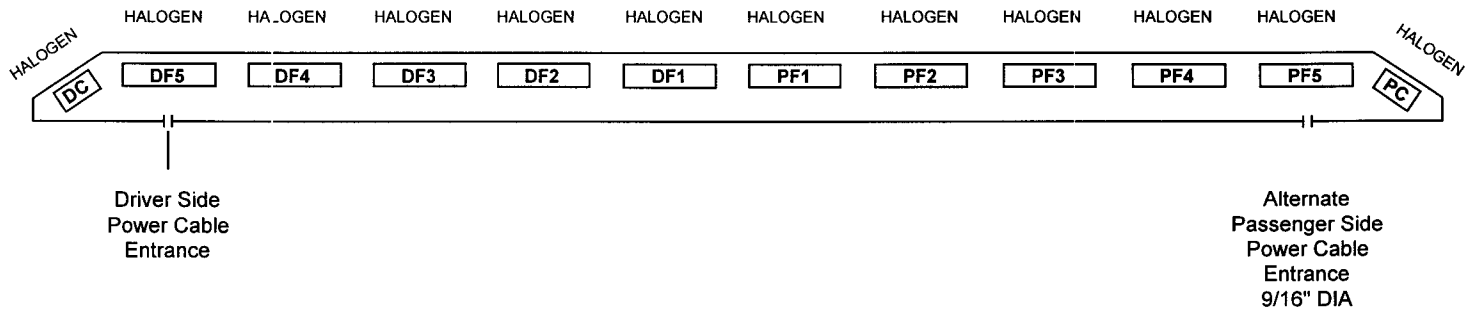 HALOGEN HALOGEN HALOGEN HALOGEN HALOGEN HALOGEN HALOGEN HALOGEN HALOGEN HALOGEN HALOGEN HALOGEN
DC DF5 DF4 DF3 DF2 DF1 PF1 PF2 PF3 PF4 PF5 PC
Driver Side
Power Cable
Entrance
Alternate
Passenger Side
Power Cable
Entrance
9/16" DIA